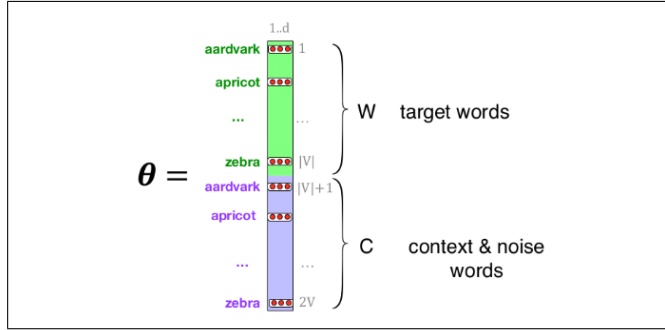 1..d
aardvark 1
apricot
... ...
zebra |V|
W target words
θ =
aardvark |V|+1
apricot
... ...
zebra 2V
C context & noise
words